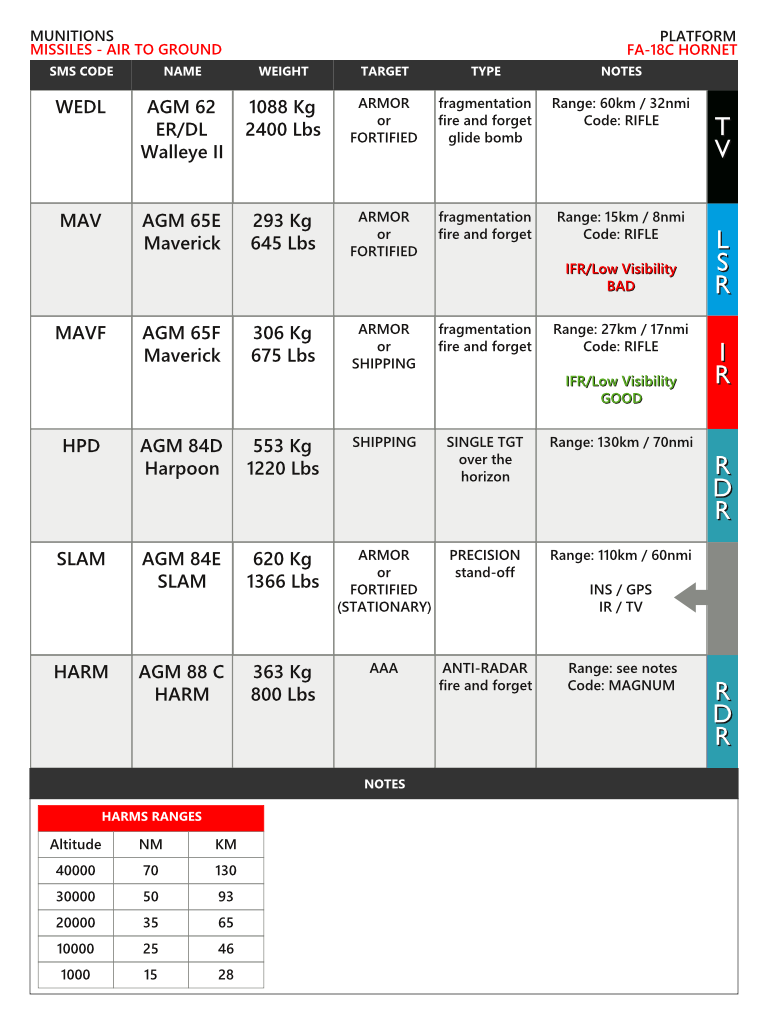 MUNITIONS
MISSILES - AIR TO GROUND
PLATFORM
FA-18C HORNET
SMS CODE NAME WEIGHT TARGET TYPE NOTES
WEDL
AGM 62
ER/DL
Walleye II
1088 Kg
2400 Lbs
ARMOR
or
FORTIFIED
fragmentation
fire and forget
glide bomb
Range: 60km / 32nmi
Code: RIFLE
TV
MAV
AGM 65E
Maverick
293 Kg
645 Lbs
ARMOR
or
FORTIFIED
fragmentation
fire and forget
Range: 15km / 8nmi
Code: RIFLE
IFR/Low Visibility
BAD
LSR
MAVF
AGM 65F
Maverick
306 Kg
675 Lbs
ARMOR
or
SHIPPING
fragmentation
fire and forget
Range: 27km / 17nmi
Code: RIFLE
IFR/Low Visibility
GOOD
IR
HPD
AGM 84D
Harpoon
553 Kg
1220 Lbs
SHIPPING
SINGLE TGT
over the
horizon
Range: 130km / 70nmi
RDR
SLAM
AGM 84E
SLAM
620 Kg
1366 Lbs
ARMOR
or
FORTIFIED
(STATIONARY)
PRECISION
stand-off
Range: 110km / 60nmi
INS / GPS
IR / TV
HARM
AGM 88 C
HARM
363 Kg
800 Lbs
AAA
ANTI-RADAR
fire and forget
Range: see notes
Code: MAGNUM
RDR
NOTES
HARMS RANGES
Altitude NM KM
40000 70 130
30000 50 93
20000 35 65
10000 25 46
1000 15 28